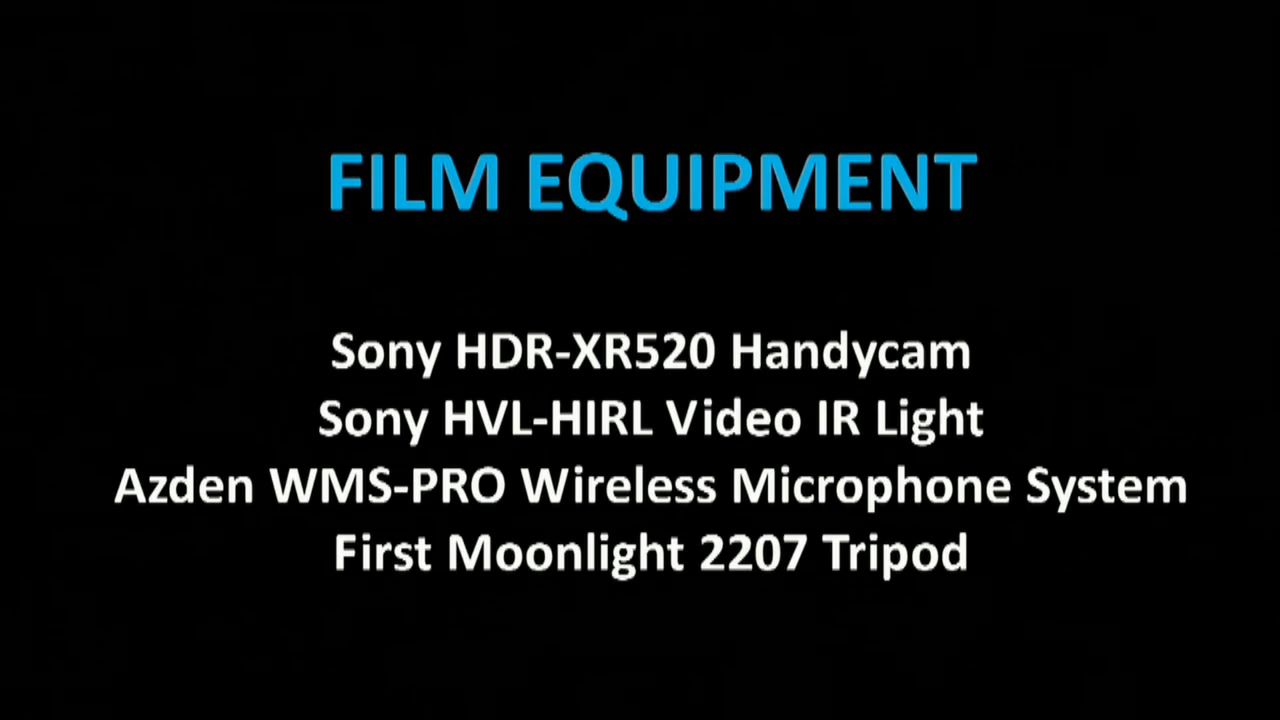 FILM EQUIPMENT
Sony HDR-XR520 Handycam
Sony HVL-HIRL Video IR Light
Azden WMS-PRO Wireless Microphone System
First Moonlight 2207 Tripod